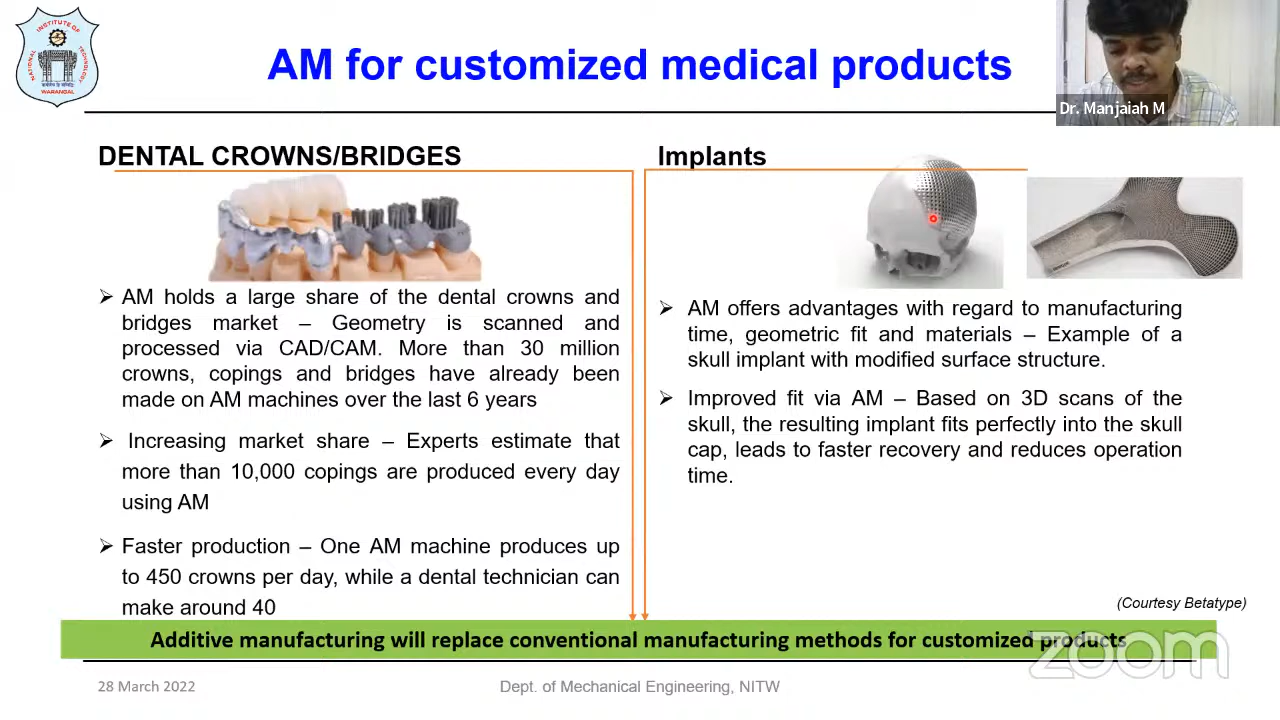 AM for customized medical products
NATIONAL INSTITUTE OF TECHNOLOGY
WARANGAL
Dr. Manjaiah M
DENTAL CROWNS/BRIDGES
➢ AM holds a large share of the dental crowns and
bridges market – Geometry is scanned and
processed via CAD/CAM. More than 30 million
crowns, copings and bridges have already been
made on AM machines over the last 6 years
➢ Increasing market share – Experts estimate that
more than 10,000 copings are produced every day
using AM
➢ Faster production – One AM machine produces up
to 450 crowns per day, while a dental technician can
make around 40
Implants
➢ AM offers advantages with regard to manufacturing
time, geometric fit and materials – Example of a
skull implant with modified surface structure.
➢ Improved fit via AM – Based on 3D scans of the
skull, the resulting implant fits perfectly into the skull
cap, leads to faster recovery and reduces operation
time.
(Courtesy Betatype)
Additive manufacturing will replace conventional manufacturing methods for customized products
zoom
28 March 2022
Dept. of Mechanical Engineering, NITW